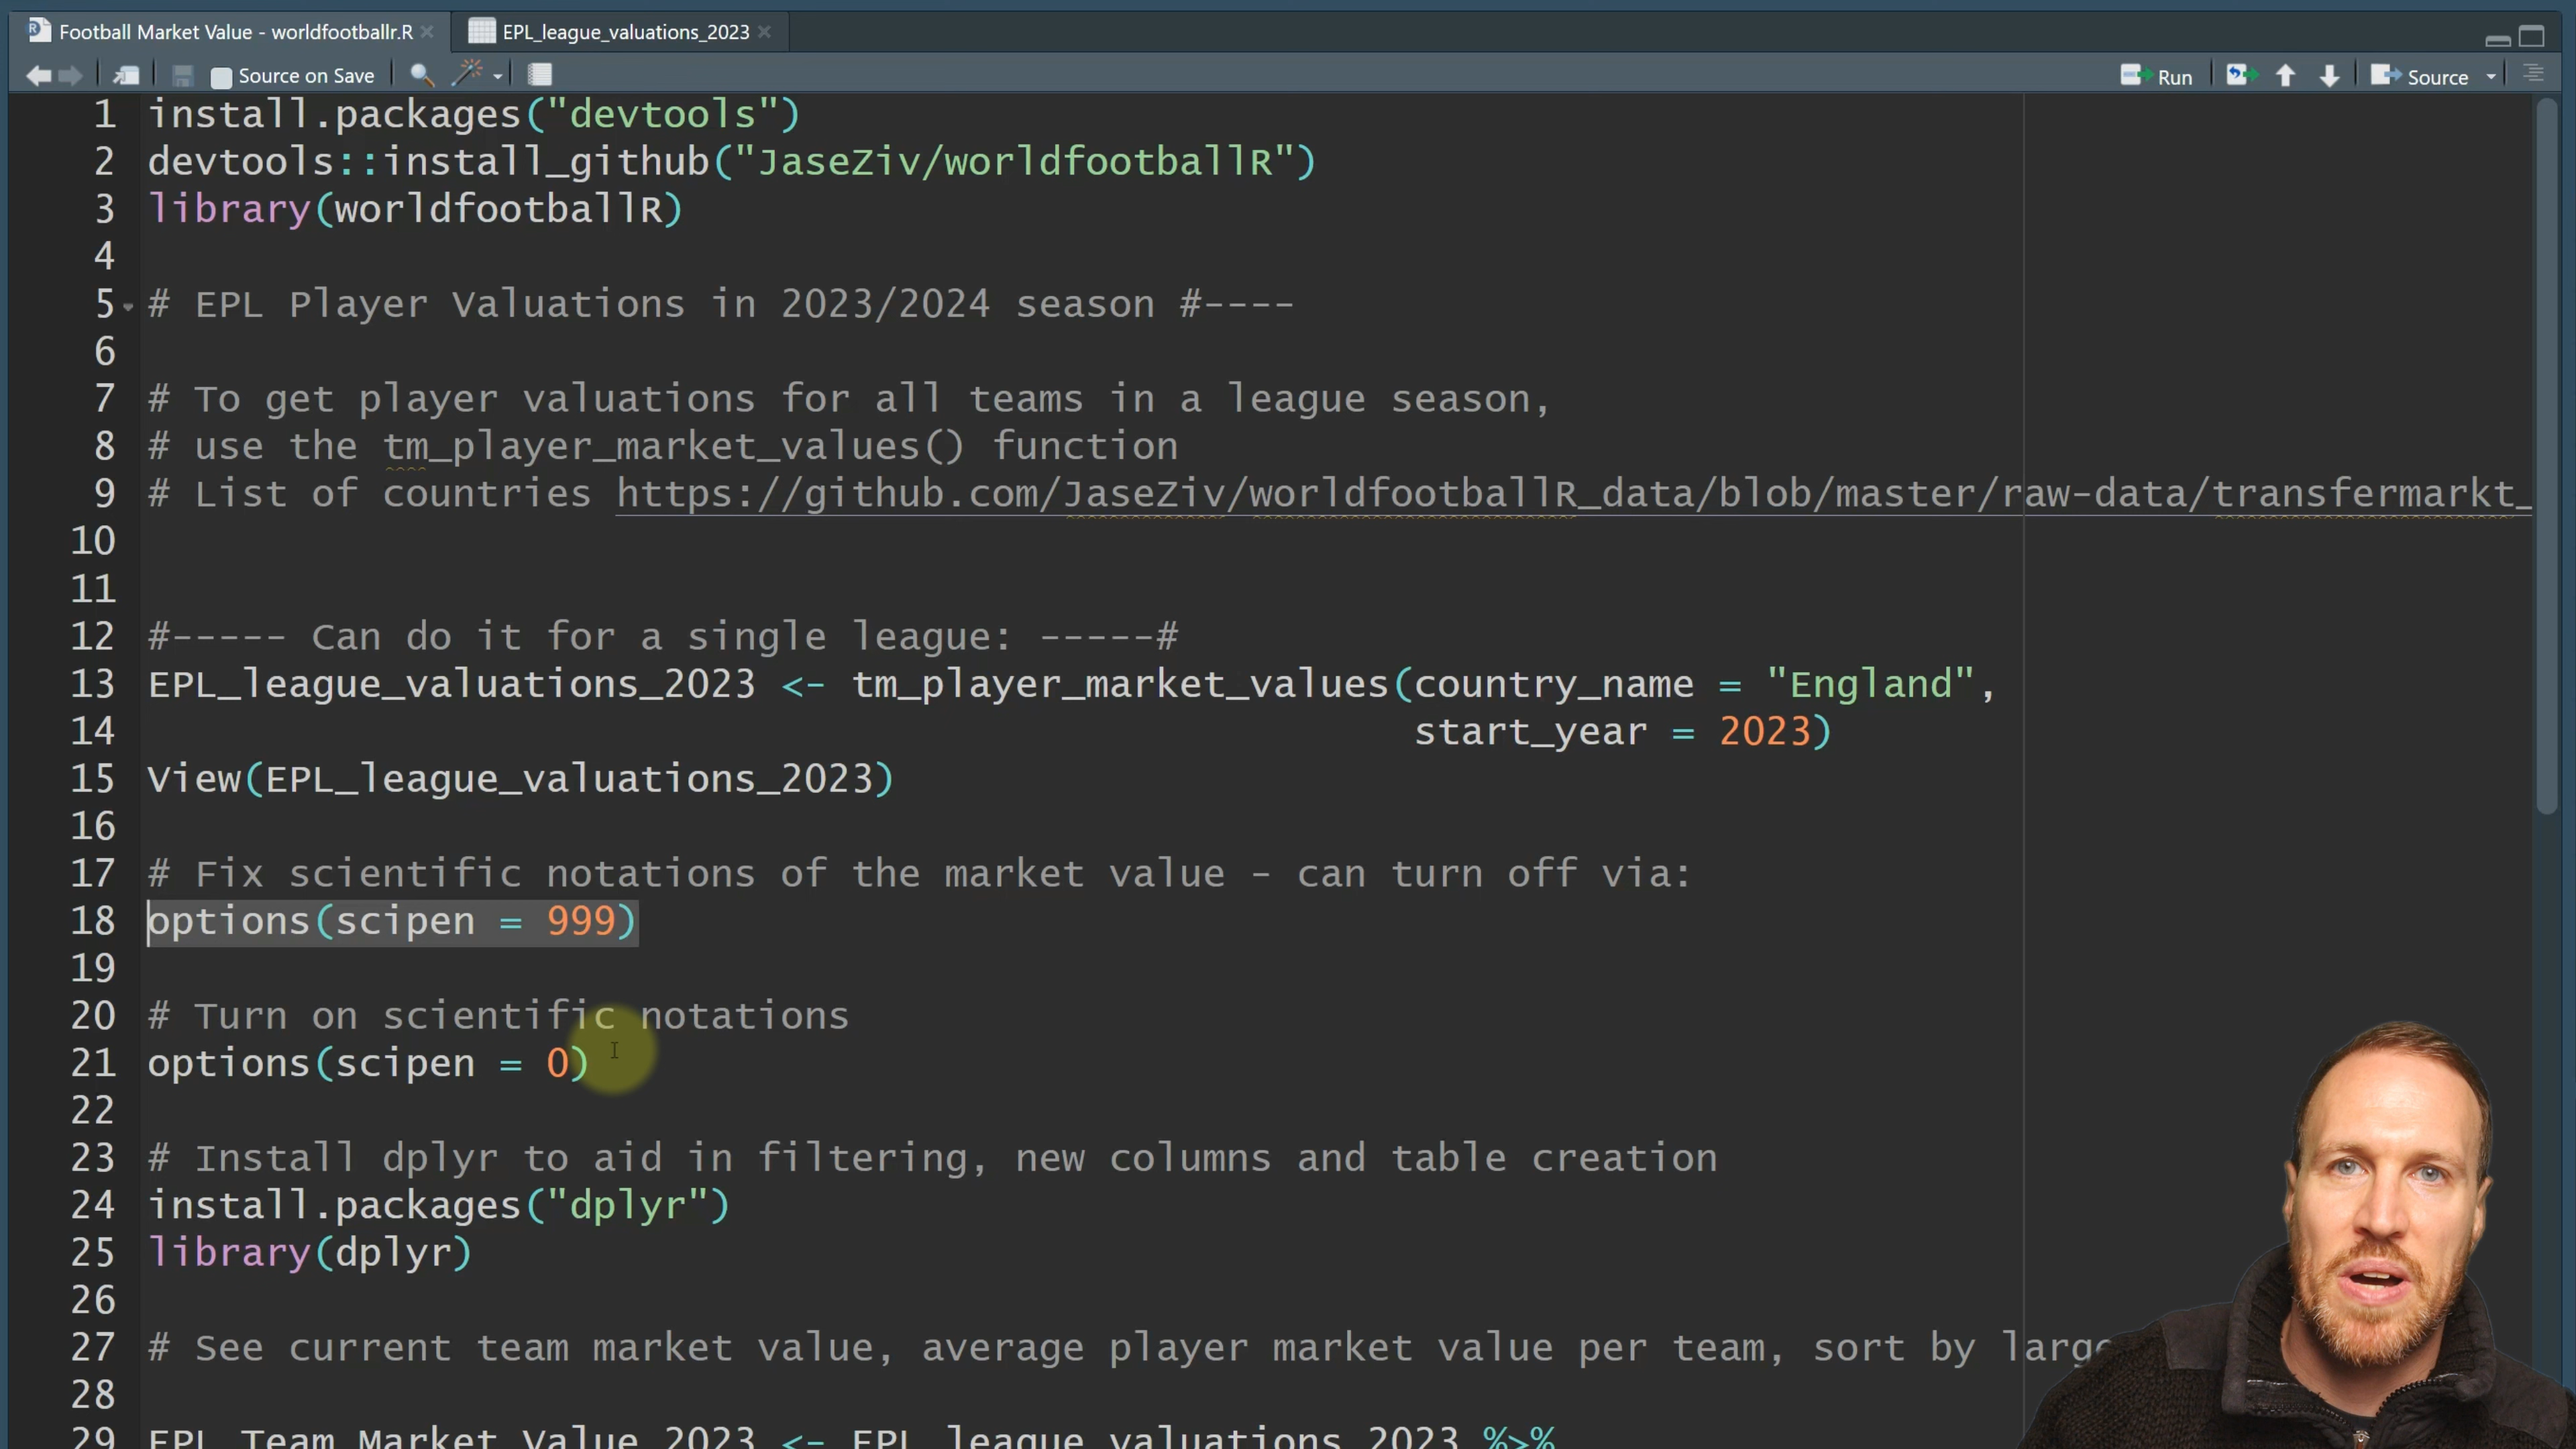 Football Market Value - worldfootballr.R
EPL_league_valuations_2023
Source on Save
Run
Source
1 install.packages("devtools")
2 devtools::install_github("JaseZiv/worldfootballR")
3 library(worldfootballR)
4
5 # EPL Player Valuations in 2023/2024 season #----
6
7 # To get player valuations for all teams in a league season,
8 # use the tm_player_market_values() function
9 # List of countries https://github.com/JaseZiv/worldfootballR_data/blob/master/raw-data/transfermarkt_
10
11
12 #----- Can do it for a single league: -----#
13 EPL_league_valuations_2023 <- tm_player_market_values(country_name = "England",
14 start_year = 2023)
15 View(EPL_league_valuations_2023)
16
17 # Fix scientific notations of the market value - can turn off via:
18 options(scipen = 999)
19
20 # Turn on scientific notations
21 options(scipen = 0)
22
23 # Install dplyr to aid in filtering, new columns and table creation
24 install.packages("dplyr")
25 library(dplyr)
26
27 # See current team market value, average player market value per team, sort by large
28
29 EPL_Team_Market_Value_2023 <- EPL_league_valuations_2023 %>%